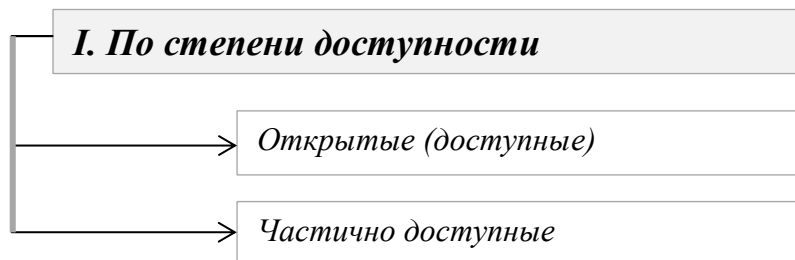 I. По степени доступности
Открытые (доступные)
Частично доступные